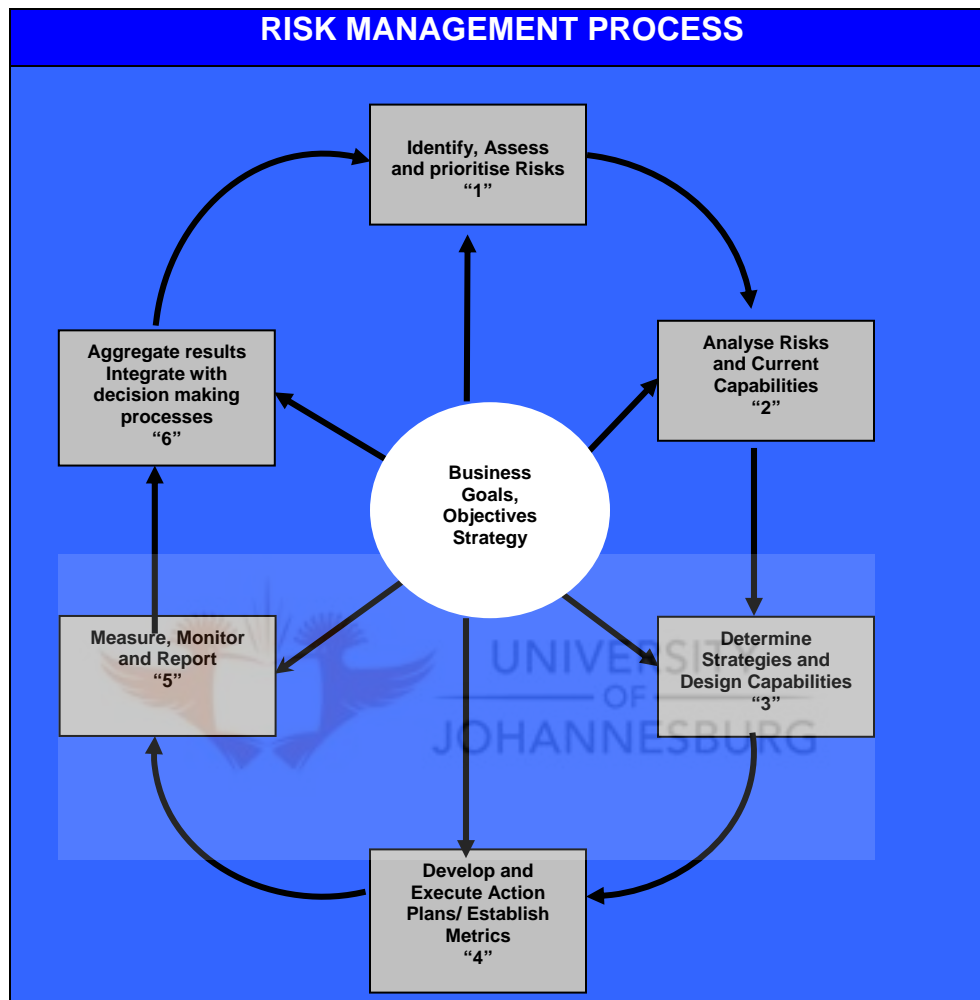 RISK MANAGEMENT PROCESS
Identify, Assess
and prioritise Risks
“1”
Analyse Risks
and Current
Capabilities
“2”
Determine
Strategies and
Design Capabilities
“3”
Develop and
Execute Action
Plans/ Establish
Metrics
“4”
Measure, Monitor
and Report
“5”
Aggregate results
Integrate with
decision making
processes
“6”
Business
Goals,
Objectives
Strategy
UNIVERSITY
OF
JOHANNESBURG